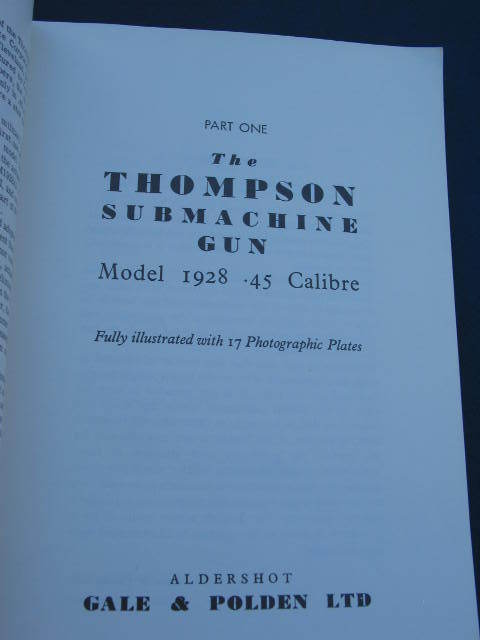 PART ONE
The
THOMPSON
SUBMACHINE
GUN
Model 1928 ·45 Calibre
Fully illustrated with 17 Photographic Plates
ALDERSHOT
GALE & POLDEN LTD